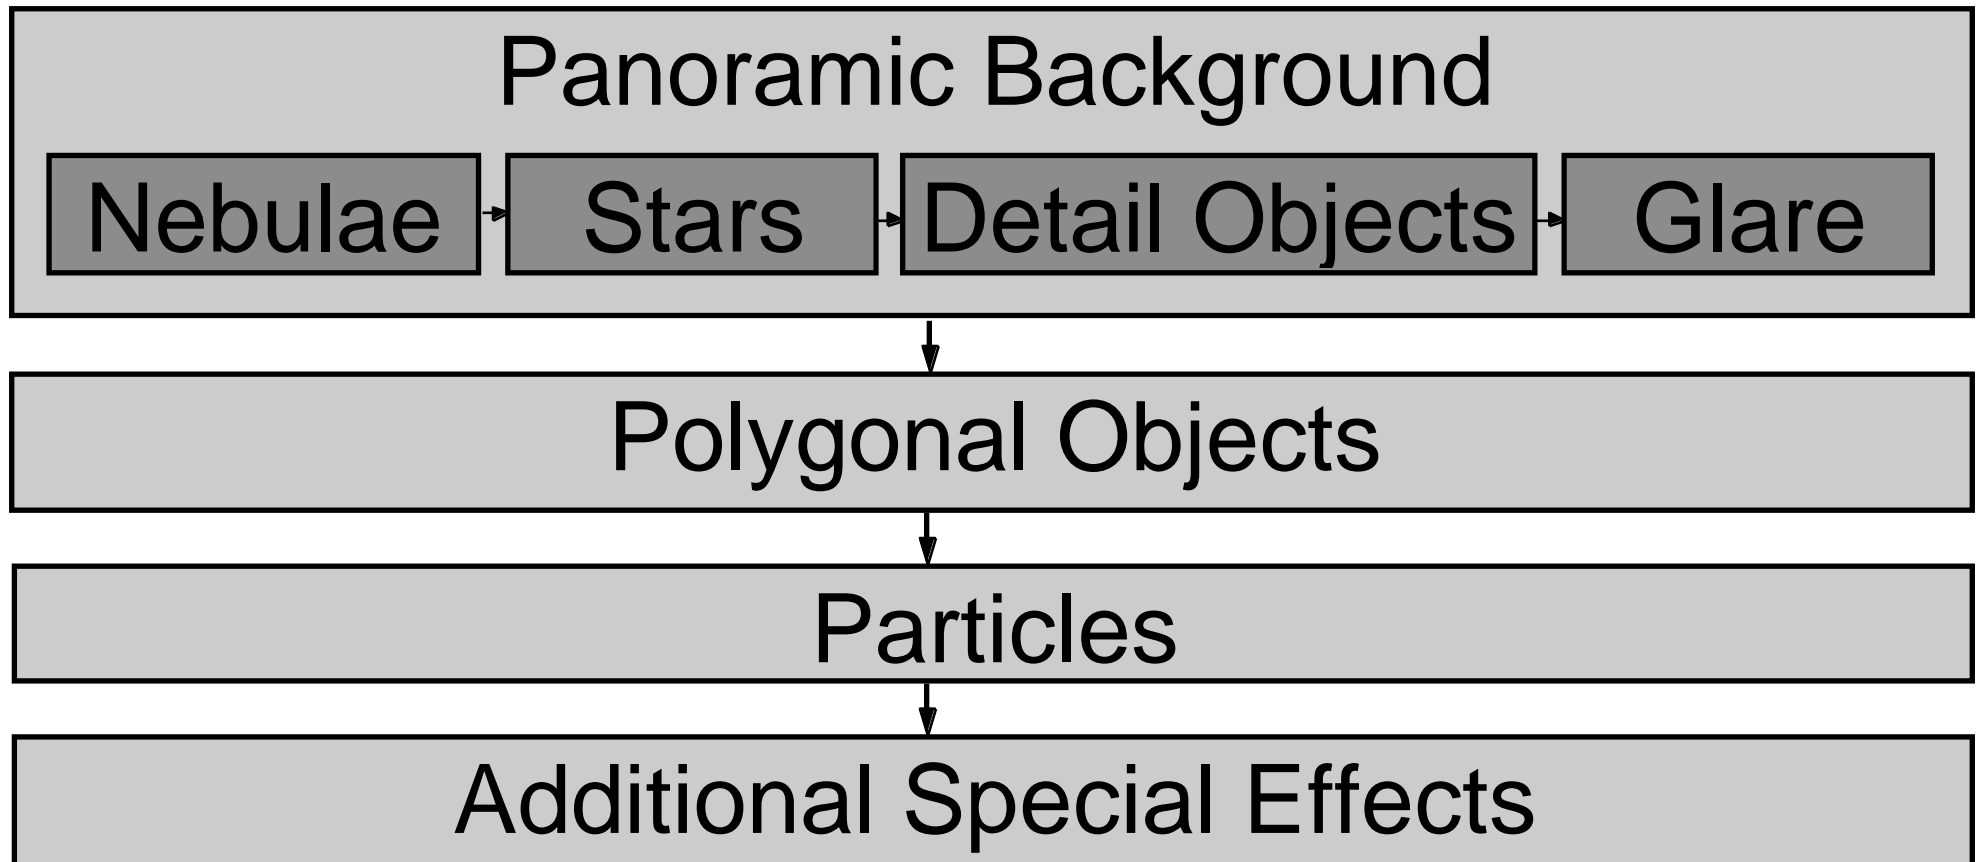 Panoramic Background
Nebulae Stars Detail Objects Glare
Polygonal Objects
Particles
Additional Special Effects